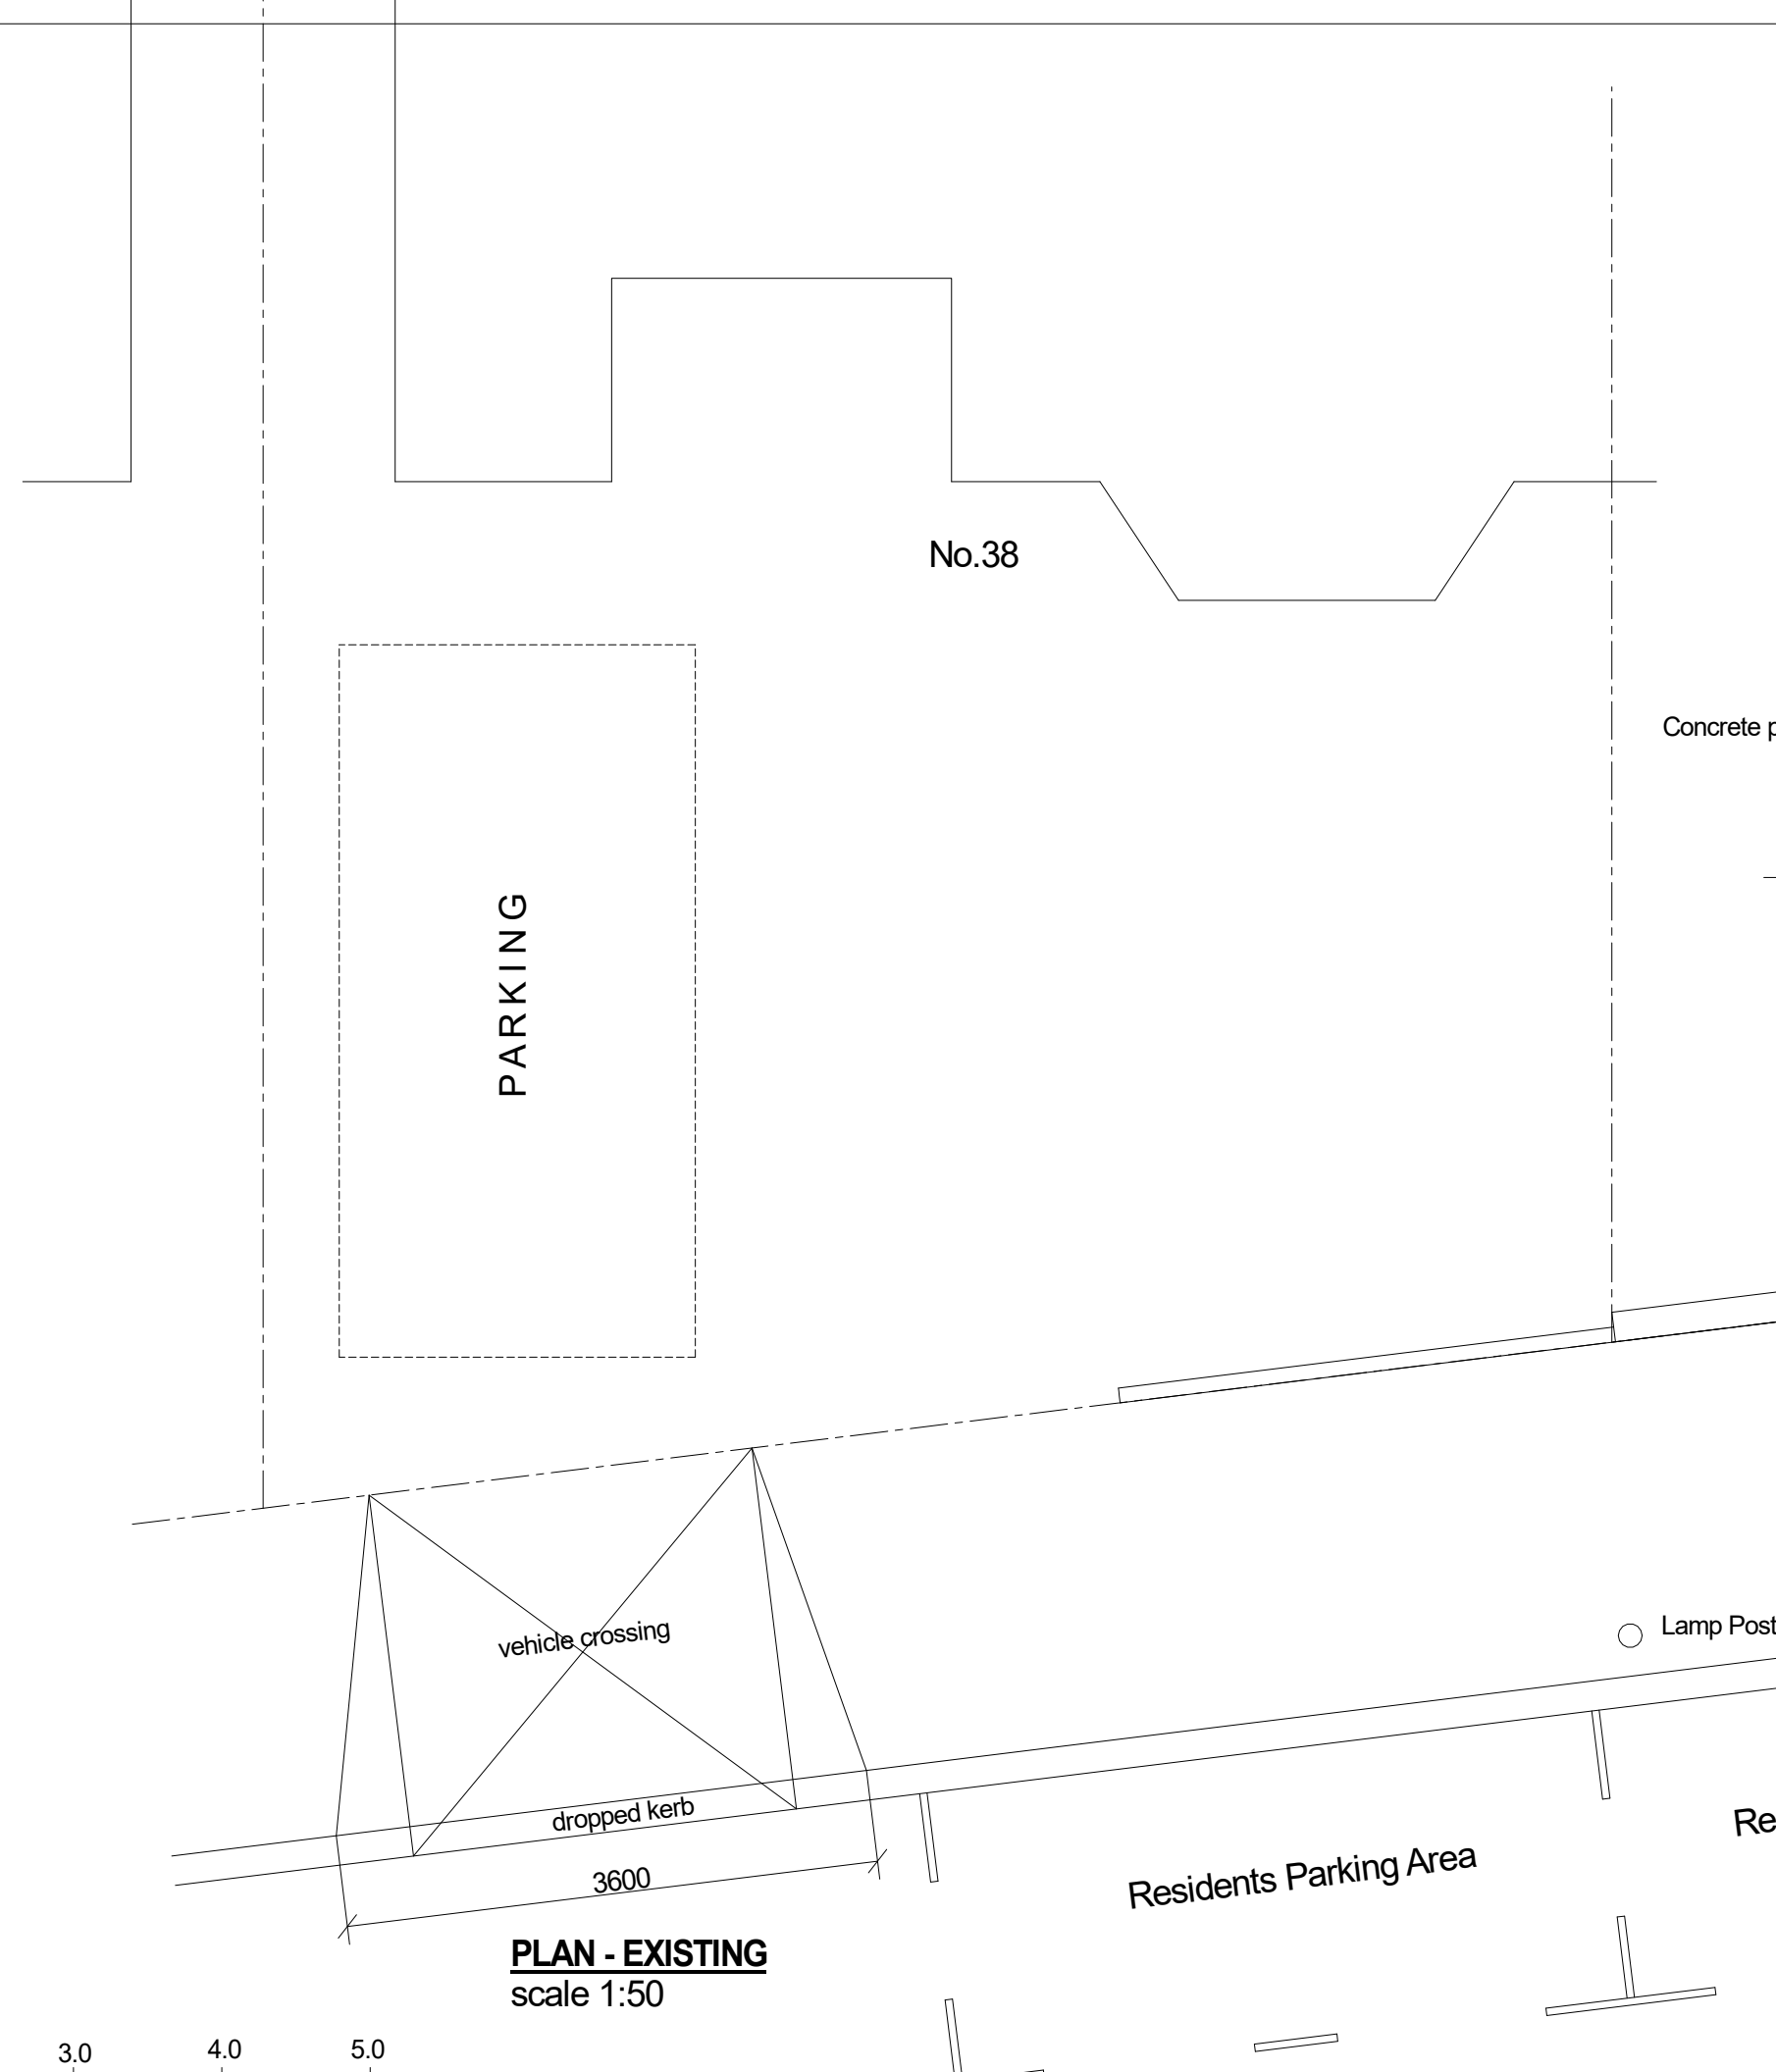 No.38
Concrete
PARKING
vehicle crossing
Lamp Post
dropped kerb
3600
Residents Parking Area
PLAN - EXISTING
scale 1:50
3.0 4.0 5.0